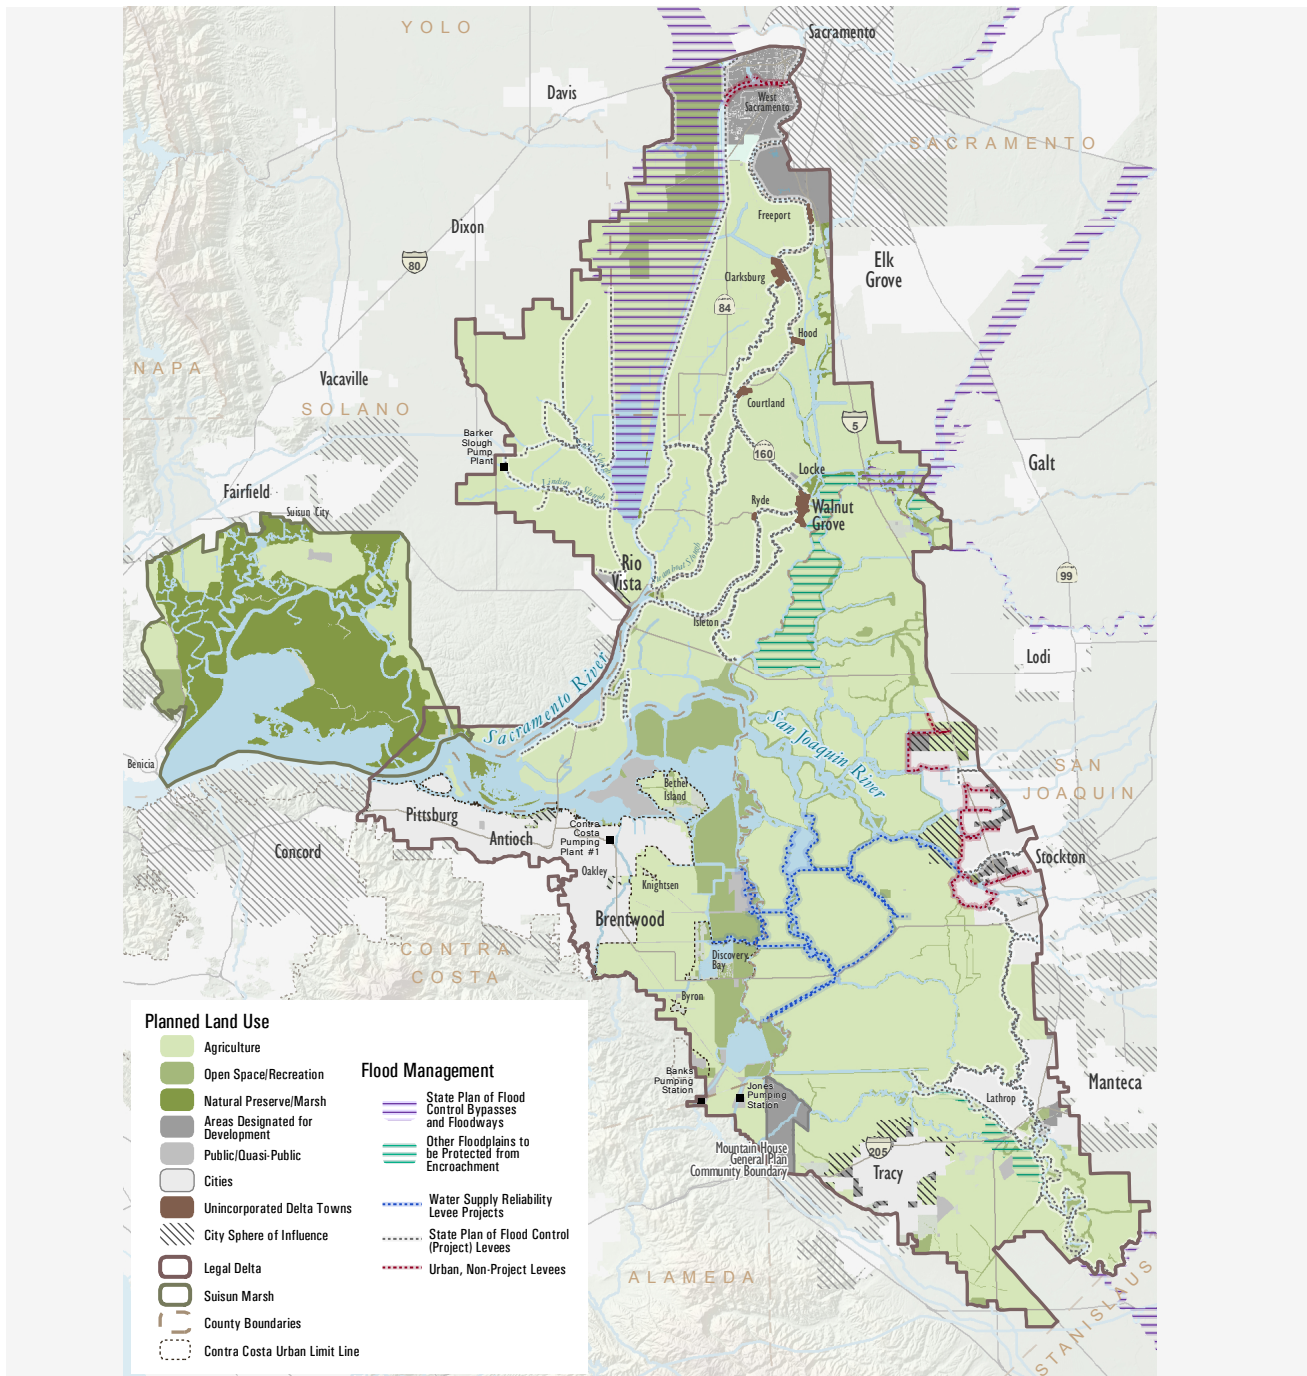 YOLO
Sacramento
Davis
West
Sacramento
SACRAMENTO
Dixon
Freeport
80
Elk
Grove
Clarksburg
84
Hood
NAPA
Vacaville
SOLANO
Courtland
5
Barker
Slough
Pump
Plant
160
Locke
Galt
Lindsey Slough
Fairfield
Suisun City
Ryde
Walnut
Grove
Rio
Vista
99
Isleton
Lodi
Sacramento River
San Joaquin River
Benicia
SAN
JOAQUIN
Bethel
Island
Pittsburg
Antioch
Contra
Costa
Pumping
Plant #1
Concord
Stockton
Oakley
Knightsen
Brentwood
CONTRA
COSTA
Discovery
Bay
Byron
Banks
Pumping
Station
Jones
Pumping
Station
Manteca
Lathrop
Mountain House
General Plan
Community Boundary
205
Tracy
ALAMEDA
STANISLAUS
Planned Land Use
Agriculture
Open Space/Recreation
Natural Preserve/Marsh
Areas Designated for
Development
Public/Quasi-Public
Cities
Unincorporated Delta Towns
City Sphere of Influence
Legal Delta
Suisun Marsh
County Boundaries
Contra Costa Urban Limit Line
Flood Management
State Plan of Flood
Control Bypasses
and Floodways
Other Floodplains to
be Protected from
Encroachment
Water Supply Reliability
Levee Projects
State Plan of Flood Control
(Project) Levees
Urban, Non-Project Levees